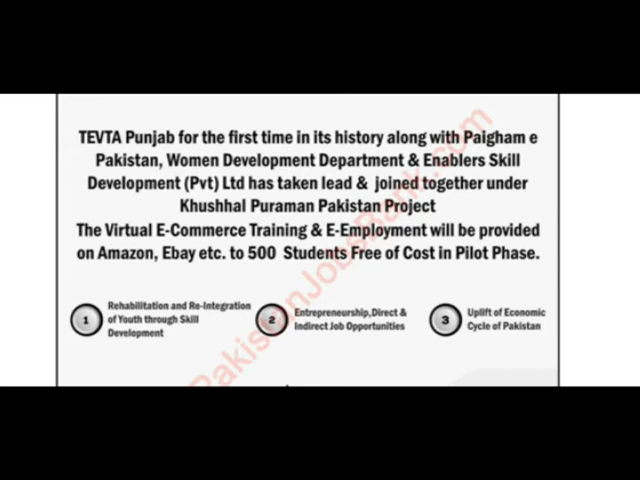 TEVTA Punjab for the first time in its history along with Paigham e
Pakistan, Women Development Department & Enablers Skill
Development (Pvt) Ltd has taken lead & joined together under
Khushhal Puraman Pakistan Project
The Virtual E-Commerce Training & E-Employment will be provided
on Amazon, Ebay etc. to 500 Students Free of Cost in Pilot Phase.
1
Rehabilitation and Re-Integration
of Youth through Skill
Development
2
Entrepreneurship,Direct &
Indirect Job Opportunities
3
Uplift of Economic
Cycle of Pakistan
PakistanJobsBank.com